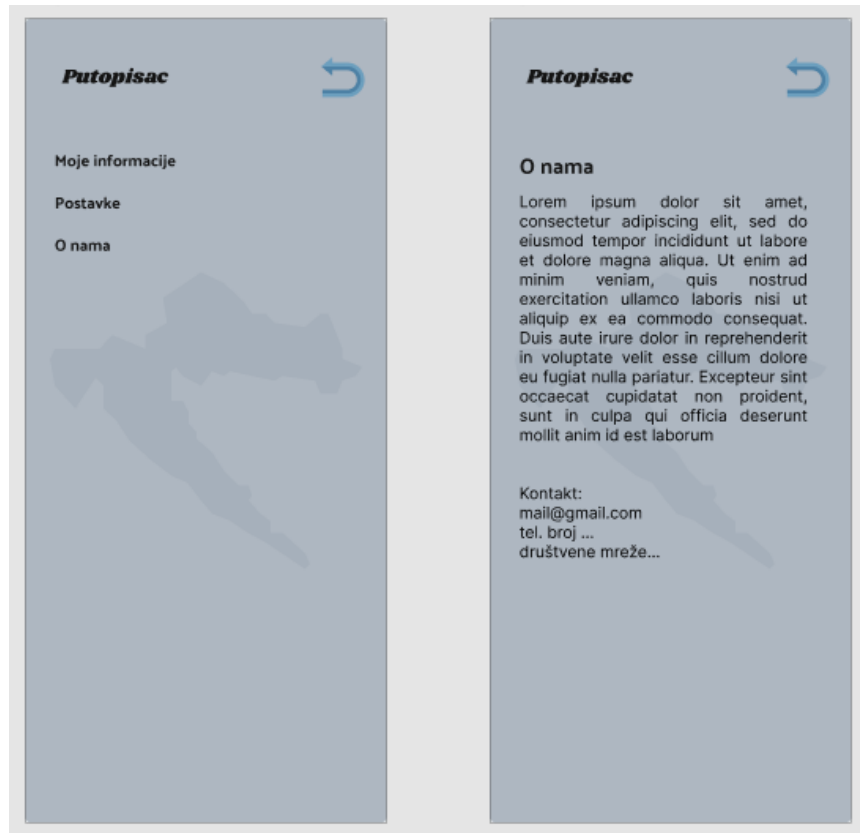 Putopisac
Moje informacije
Postavke
O nama
Putopisac
O nama
Lorem ipsum dolor sit amet,
consectetur adipiscing elit, sed do
eiusmod tempor incididunt ut labore
et dolore magna aliqua. Ut enim ad
minim veniam, quis nostrud
exercitation ullamco laboris nisi ut
aliquip ex ea commodo consequat.
Duis aute irure dolor in reprehenderit
in voluptate velit esse cillum dolore
eu fugiat nulla pariatur. Excepteur sint
occaecat cupidatat non proident,
sunt in culpa qui officia deserunt
mollit anim id est laborum
Kontakt:
mail@gmail.com
tel. broj ...
društvene mreže...